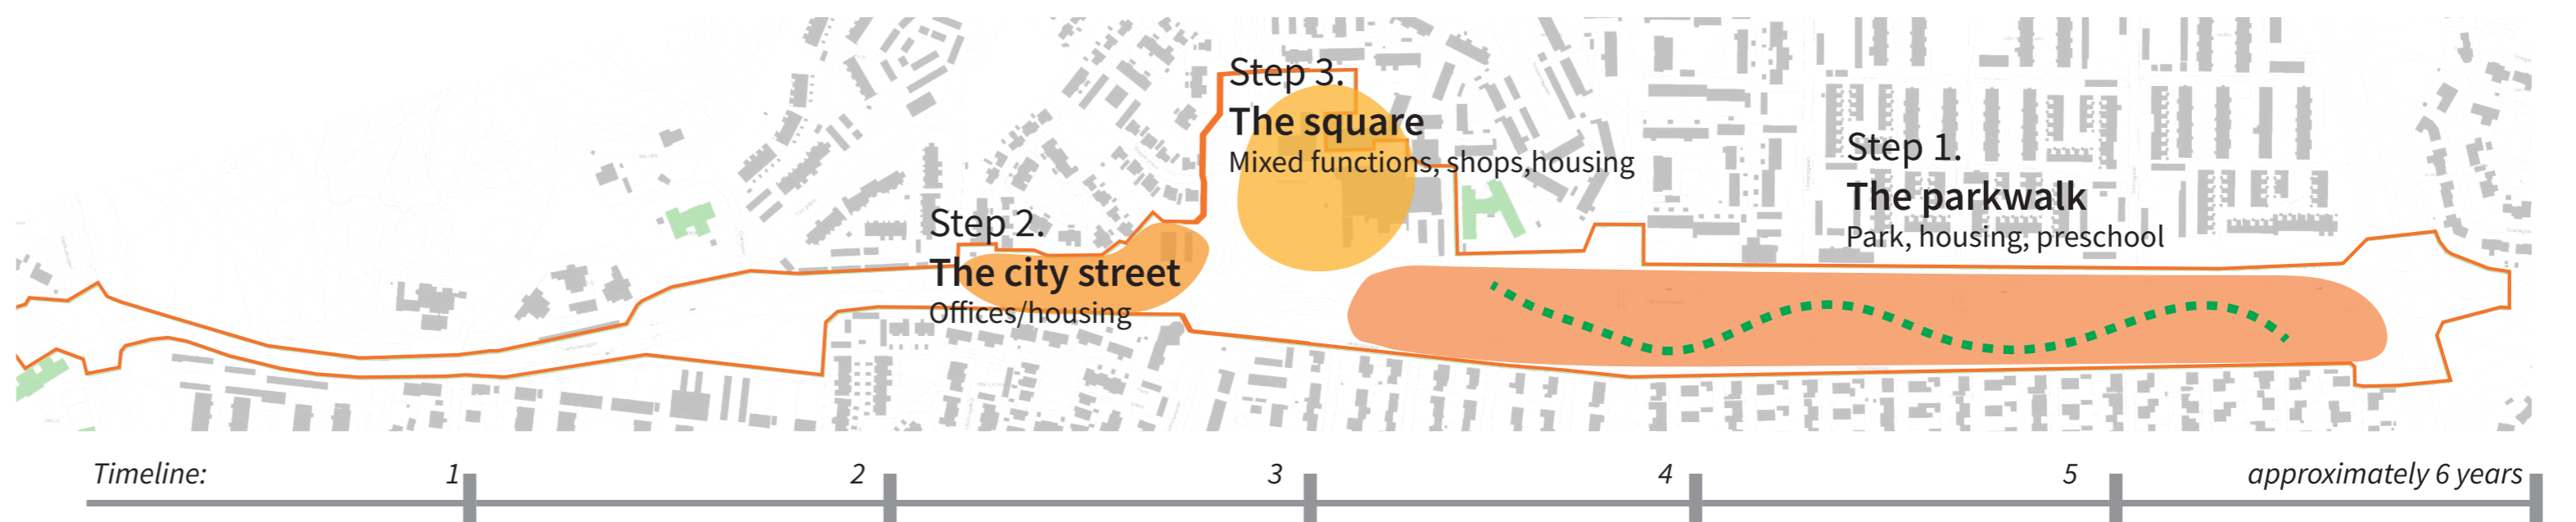 Step 3.
The square
Mixed functions, shops,housing
Step 1.
The parkwalk
Park, housing, preschool
Step 2.
The city street
Offices/housing
Timeline: 1 2 3 4 5 approximately 6 years